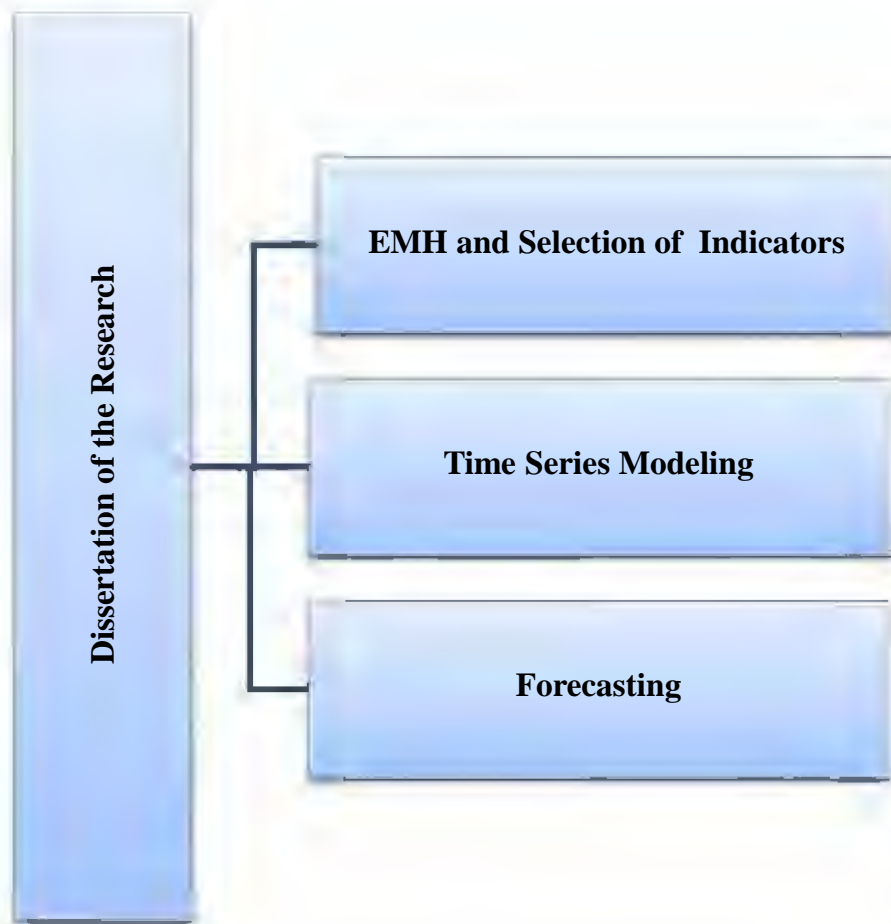 Dissertation of the Research
EMH and Selection of Indicators
Time Series Modeling
Forecasting